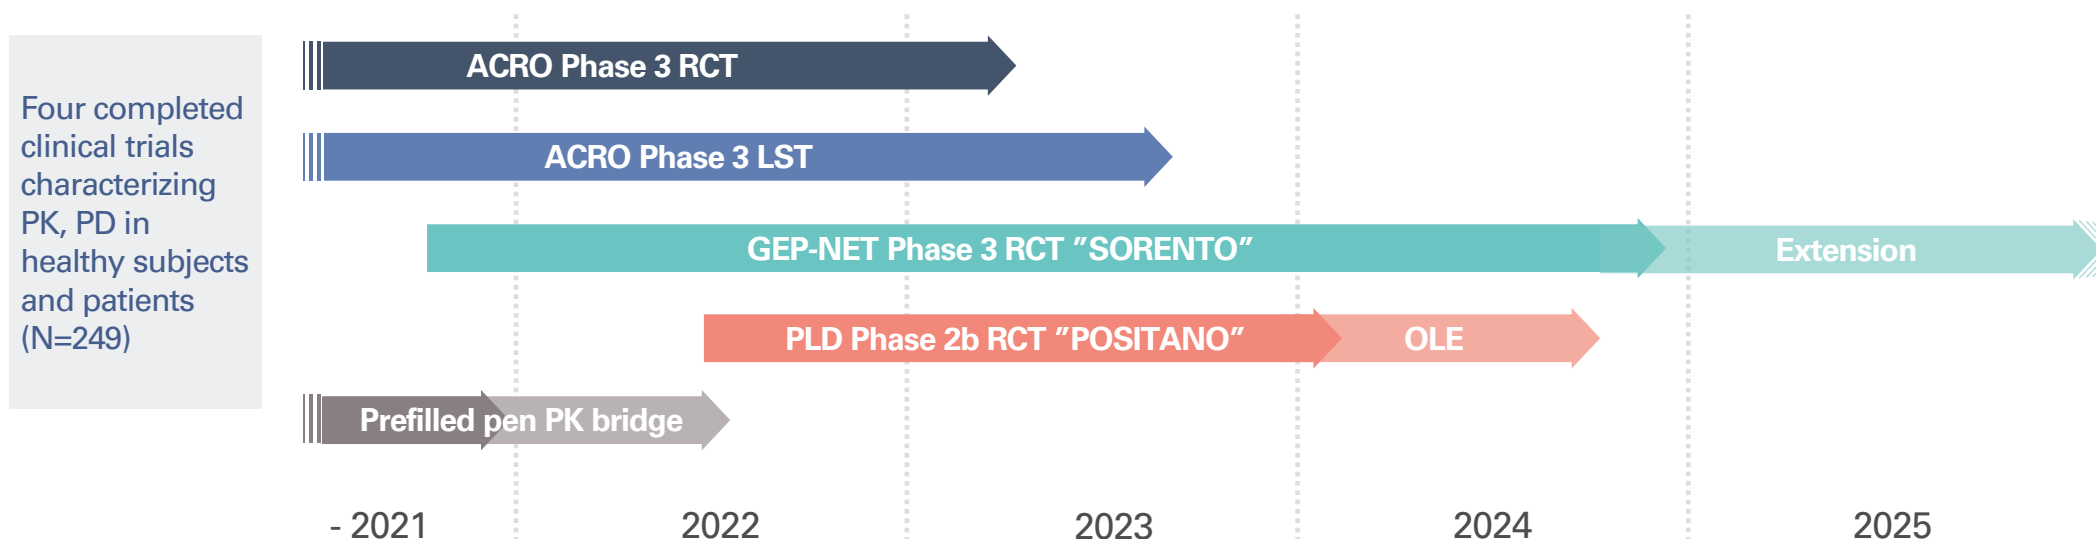 Four completed
clinical trials
characterizing
PK, PD in
healthy subjects
and patients
(N=249)
ACRO Phase 3 RCT
ACRO Phase 3 LST
GEP-NET Phase 3 RCT ”SORENTO”
Extension
PLD Phase 2b RCT ”POSITANO”
OLE
Prefilled pen PK bridge
- 2021
2022
2023
2024
2025